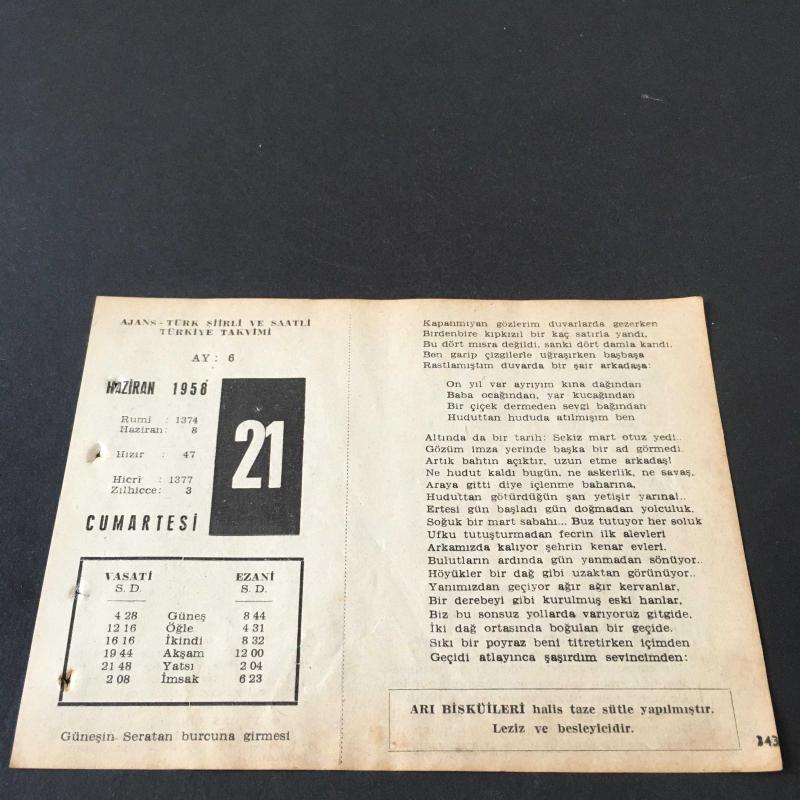 AJANS - TÜRK ŞİİRLİ VE SAATLİ
TÜRKİYE TAKVİMİ
AY : 6
HAZİRAN 1958
Rumi : 1374
Haziran: 8
Hızır : 47
Hicrî : 1377
Zilhicce: 3
21
CUMARTESİ
VASATİ EZANİ
S. D. S. D.
4 28 Güneş 8 44
12 16 Öğle 4 31
16 16 İkindi 8 32
19 44 Akşam 12 00
21 48 Yatsı 2 04
2 08 İmsak 6 23
Güneşin Seratan burcuna girmesi
Kapanmıyan gözlerim duvarlarda gezerken
Birdenbire kıpkızıl bir kaç satırla yandı,
Bu dört mısra değildi, sanki dört damla kandı.
Ben garip çizgilerle uğraşırken başbaşa
Rastlamıştım duvarda bir şair arkadaşa:
On yıl var ayrıyım kına dağından
Baba ocağından, yar kucağından
Bir çiçek dermeden sevgi bağından
Huduttan hududa atılmışım ben
Altında da bir tarih: Sekiz mart otuz yedi..
Gözüm imza yerinde başka bir ad görmedi.
Artık bahtın açıktır, uzun etme arkadaş!
Ne hudut kaldı bugün, ne askerlik, ne savaş,
Araya gitti diye içlenme baharına,
Huduttan götürdüğün şan yetişir yarına!..
Ertesi gün başladı gün doğmadan yolculuk,
Soğuk bir mart sabahı... Buz tutuyor her soluk
Ufku tutuşturmadan fecrin ilk alevleri
Arkamızda kalıyor şehrin kenar evleri.
Bulutların ardında gün yanmadan sönüyor..
Höyükler bir dağ gibi uzaktan görünüyor..
Yanımızdan geçiyor ağır ağır kervanlar,
Bir derebeyi gibi kurulmuş eski hanlar,
Biz bu sonsuz yollarda varıyoruz gitgide,
İki dağ ortasında boğulan bir geçide.
Sıkı bir poyraz beni titretirken içimden
Geçidi atlayınca şaşırdım sevincimden:
ARI BİSKÜİLERİ halis taze sütle yapılmıştır.
Leziz ve besleyicidir.
343